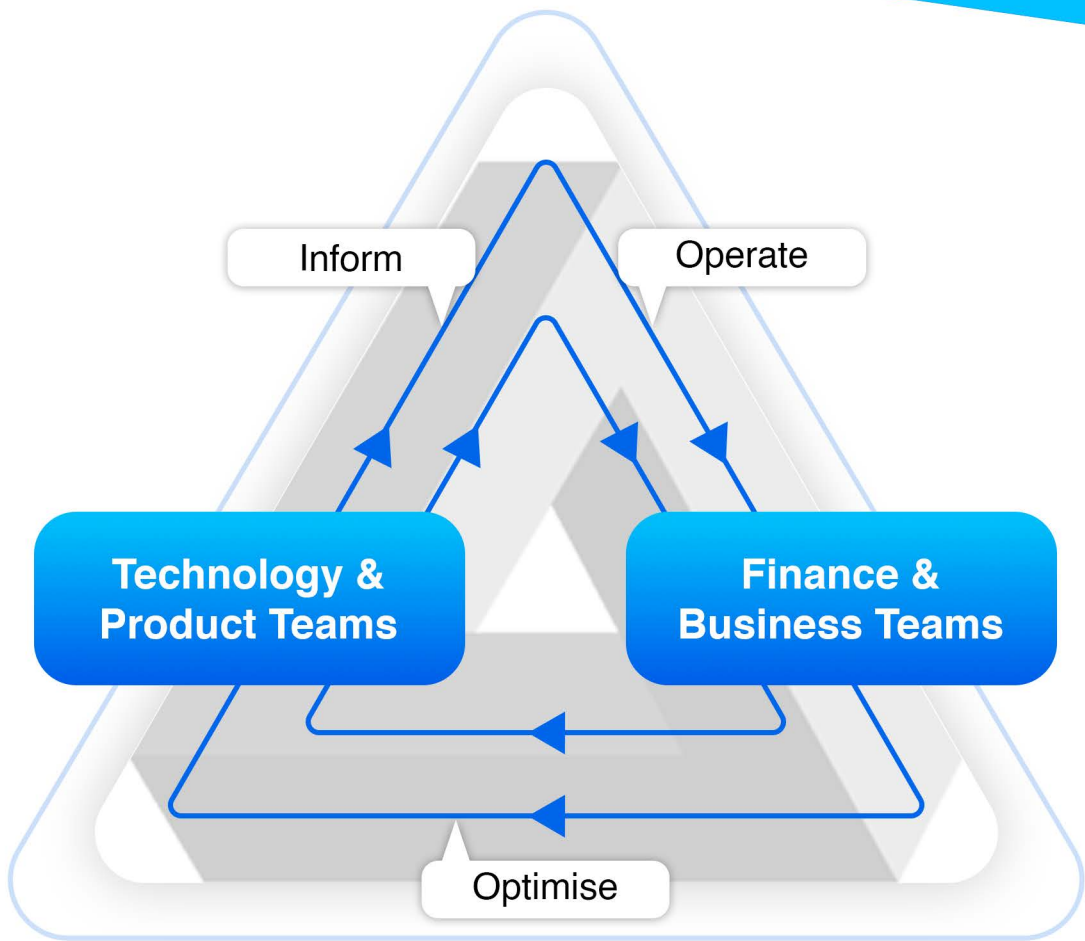 Inform
Operate
Technology &
Product Teams
Finance &
Business Teams
Optimise